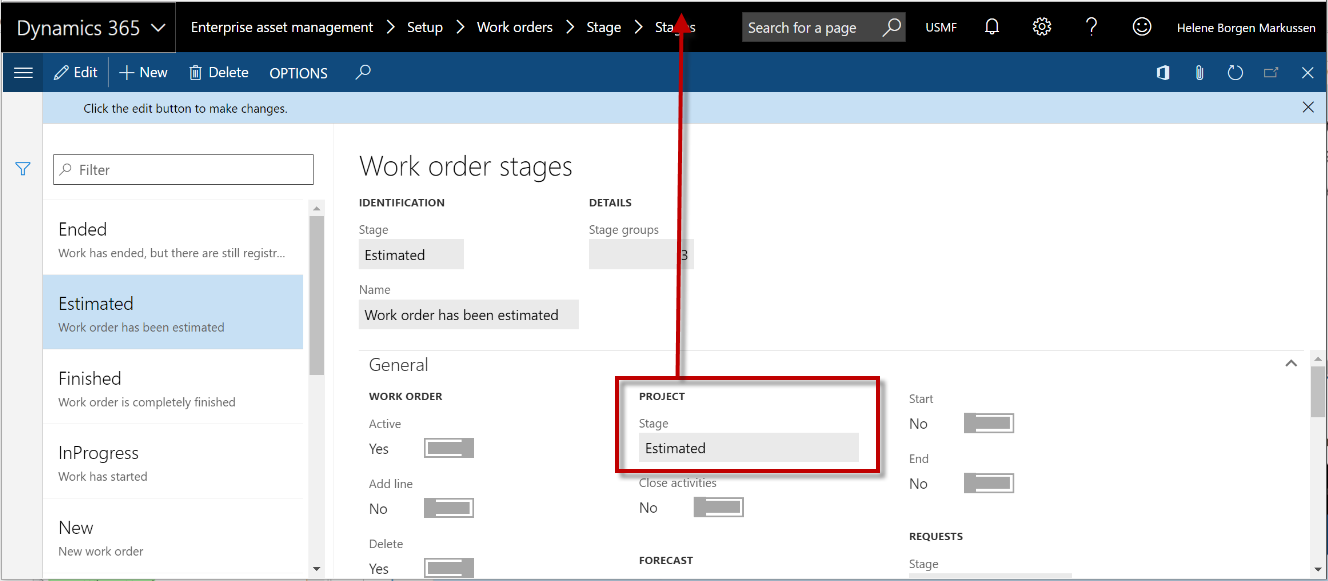 Dynamics 365
Enterprise asset management > Setup > Work orders > Stage > Stages
Search for a page
USMF
?
Helene Borgen Markussen
Edit
New
Delete
OPTIONS
Click the edit button to make changes.
Filter
Ended
Work has ended, but there are still registr...
Estimated
Work order has been estimated
Finished
Work order is completely finished
InProgress
Work has started
New
New work order
Work order stages
IDENTIFICATION
Stage
Estimated
Name
Work order has been estimated
DETAILS
Stage groups
3
General
WORK ORDER
Active
Yes
Add line
No
Delete
Yes
PROJECT
Stage
Estimated
Close activities
No
FORECAST
Start
No
End
No
REQUESTS
Stage